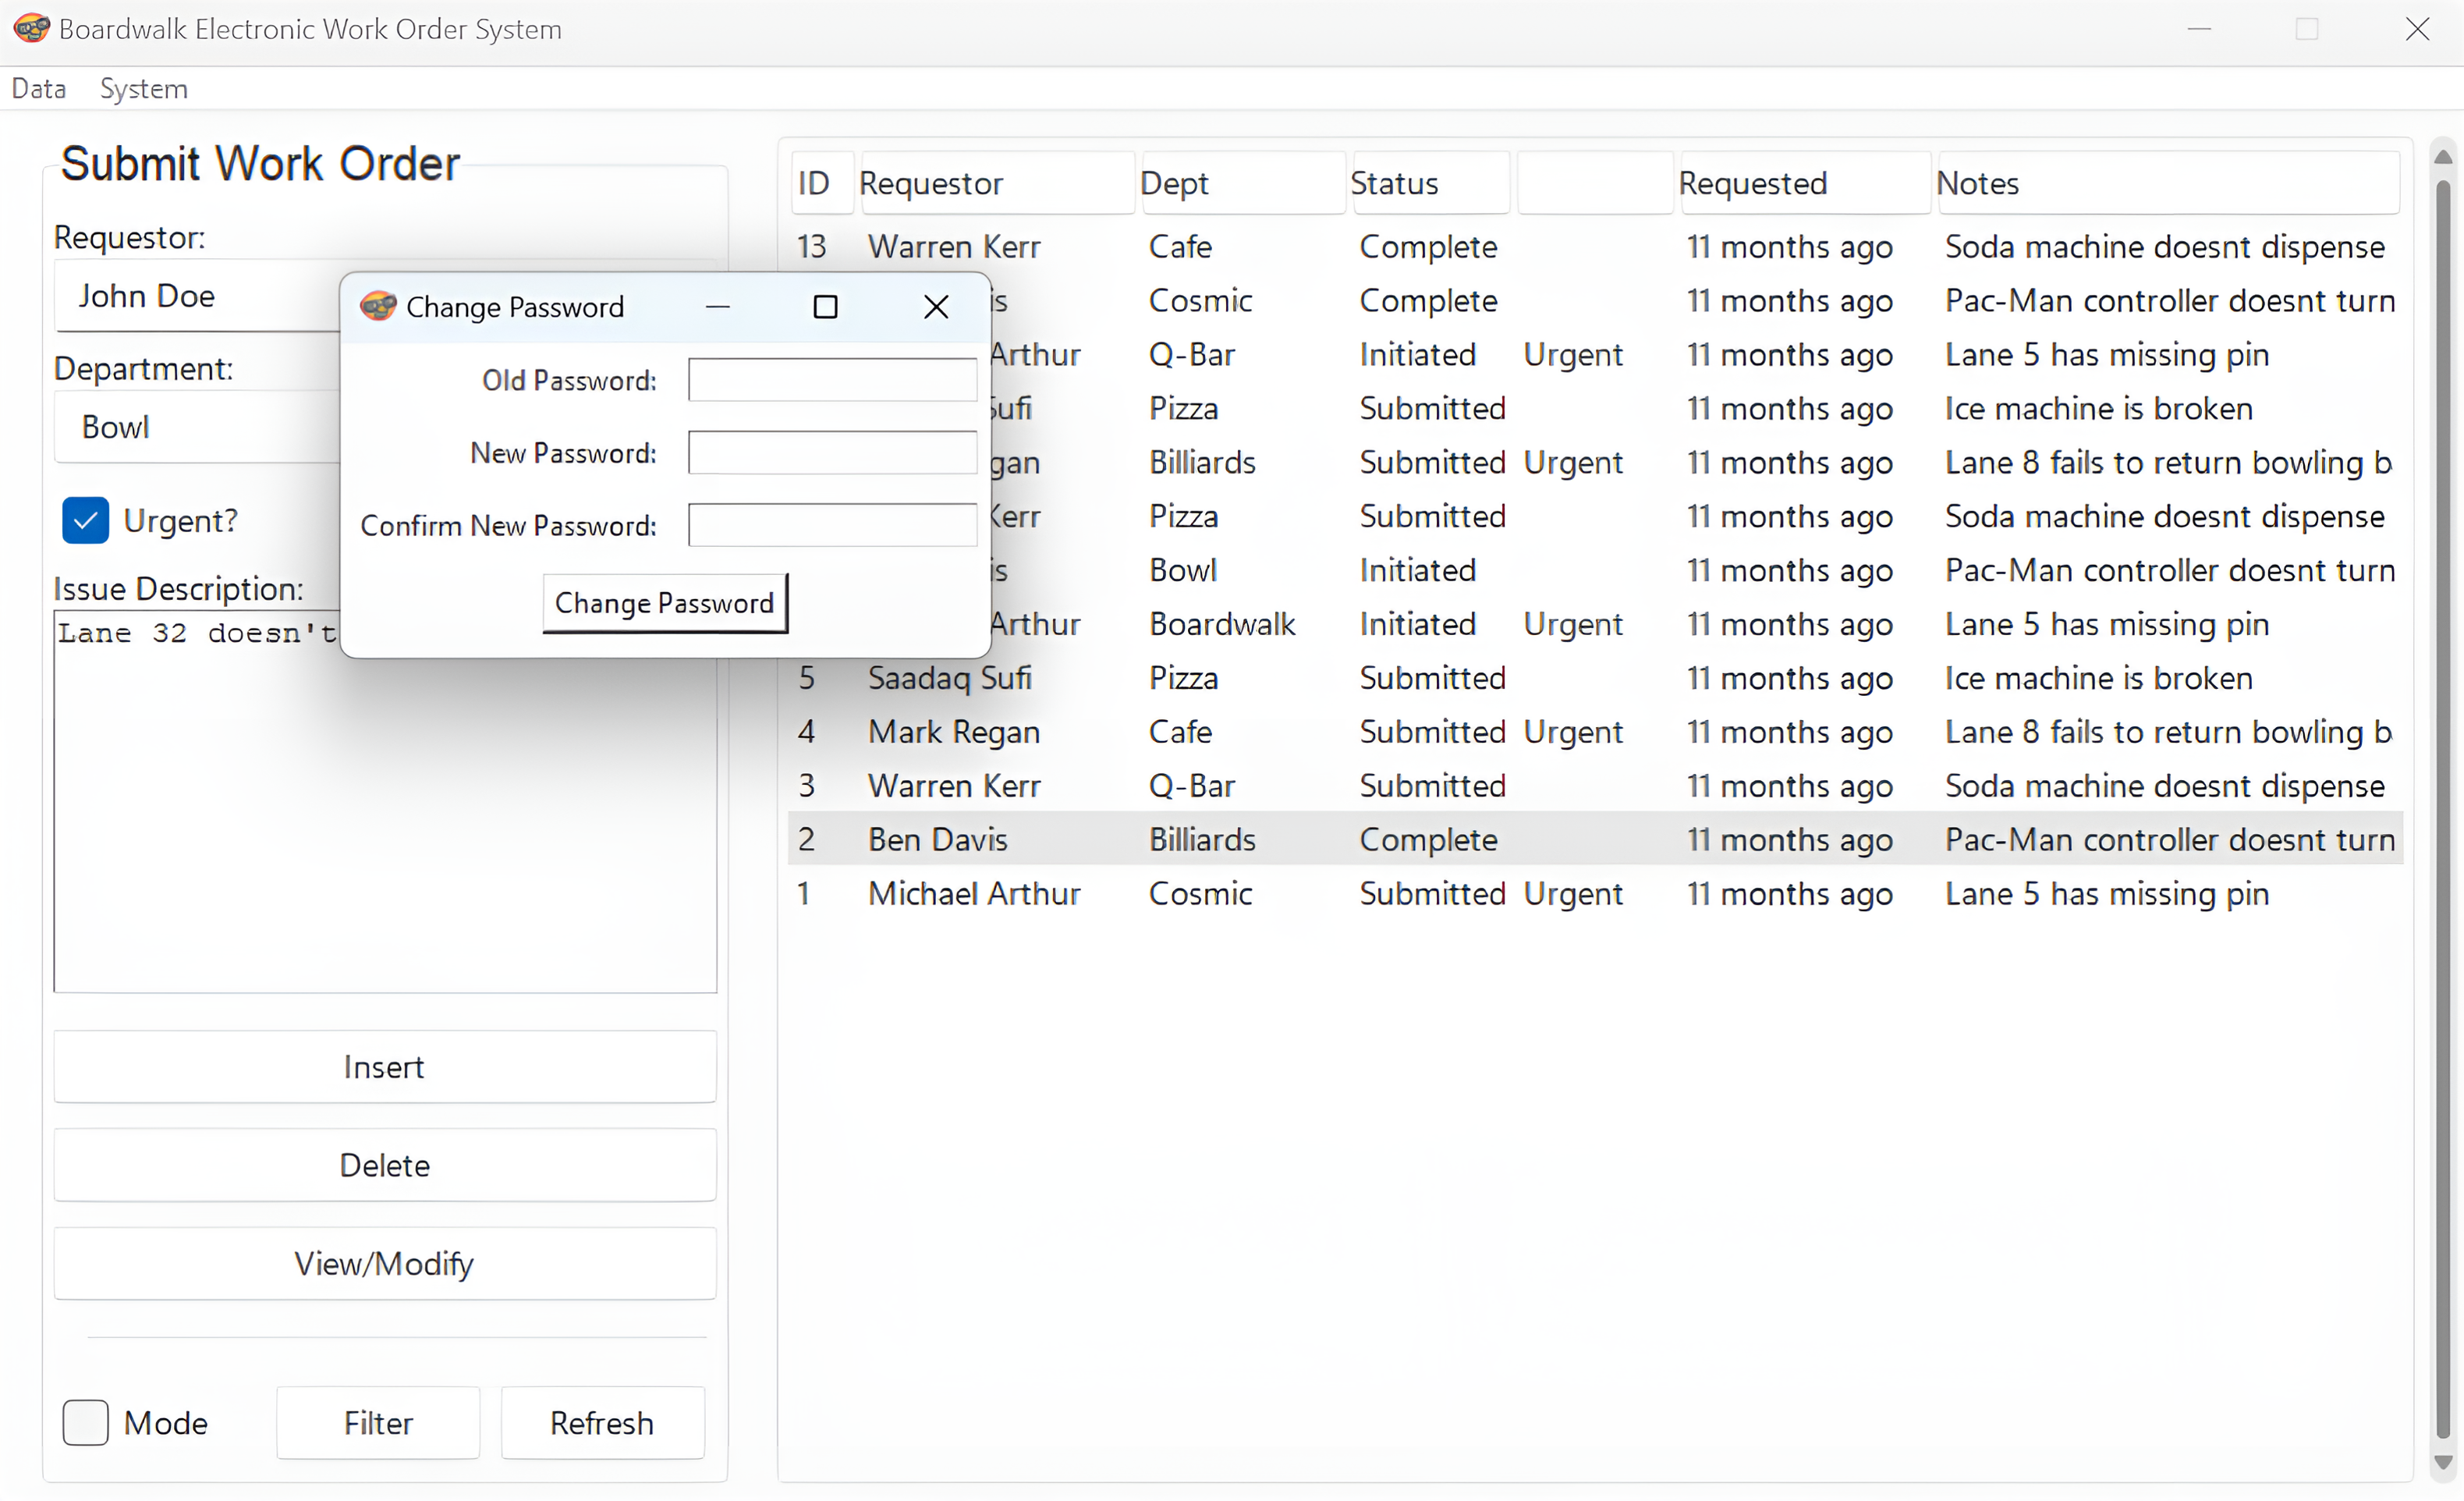 Boardwalk Electronic Work Order System
Data System
Submit Work Order
Requestor:
John Doe
Department:
Bowl
Urgent?
Issue Description:
Lane 32 doesn't
Insert
Delete
View/Modify
Mode Filter Refresh
Change Password
Old Password:
New Password:
Confirm New Password:
Change Password
ID Requestor Dept Status Requested Notes
13 Warren Kerr Cafe Complete 11 months ago Soda machine doesnt dispense
is Cosmic Complete 11 months ago Pac-Man controller doesnt turn
Arthur Q-Bar Initiated Urgent 11 months ago Lane 5 has missing pin
Sufi Pizza Submitted 11 months ago Ice machine is broken
gan Billiards Submitted Urgent 11 months ago Lane 8 fails to return bowling b
Kerr Pizza Submitted 11 months ago Soda machine doesnt dispense
is Bowl Initiated 11 months ago Pac-Man controller doesnt turn
Arthur Boardwalk Initiated Urgent 11 months ago Lane 5 has missing pin
5 Saadaq Sufi Pizza Submitted 11 months ago Ice machine is broken
4 Mark Regan Cafe Submitted Urgent 11 months ago Lane 8 fails to return bowling b
3 Warren Kerr Q-Bar Submitted 11 months ago Soda machine doesnt dispense
2 Ben Davis Billiards Complete 11 months ago Pac-Man controller doesnt turn
1 Michael Arthur Cosmic Submitted Urgent 11 months ago Lane 5 has missing pin